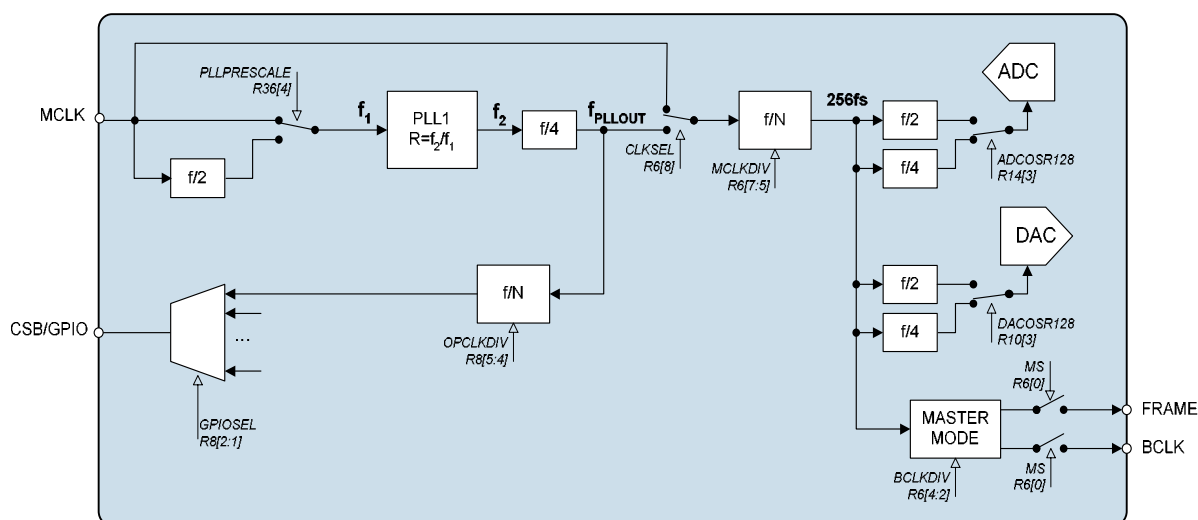 PLLPRESCALE
R36[4]
MCLK
f1
PLL1
R=f2/f1
f2
f/4
fPLLOUT
f/2
CLKSEL
R6[8]
f/N
MCLKDIV
R6[7:5]
256fs
f/2
f/4
ADC
ADCOSR128
R14[3]
DAC
f/2
f/4
DACOSR128
R10[3]
CSB/GPIO
...
GPIOSEL
R8[2:1]
f/N
OPCLKDIV
R8[5:4]
MASTER
MODE
BCLKDIV
R6[4:2]
MS
R6[0]
FRAME
BCLK
MS
R6[0]